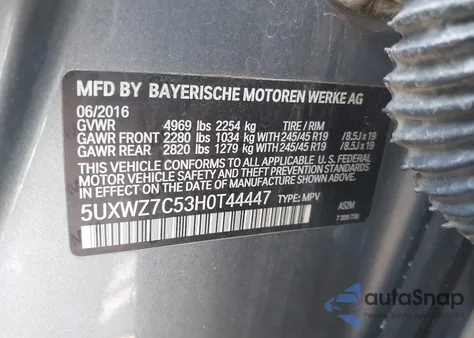 MFD BY BAYERISCHE MOTOREN WERKE AG
06/2016
GVWR 4969 lbs 2254 kg TIRE / RIM
GAWR FRONT 2280 lbs 1034 kg WITH 245/45 R19 /8.5J x 19
GAWR REAR 2820 lbs 1279 kg WITH 245/45 R19 /8.5J x 19
THIS VEHICLE CONFORMS TO ALL APPLICABLE U.S. FEDERAL
MOTOR VEHICLE SAFETY STANDARDS IN EFFECT ON THE DATE OF
MANUFACTURE SHOWN ABOVE.
5UXWZ7C53H0T44447 TYPE: MPV AS2M
autoSnap